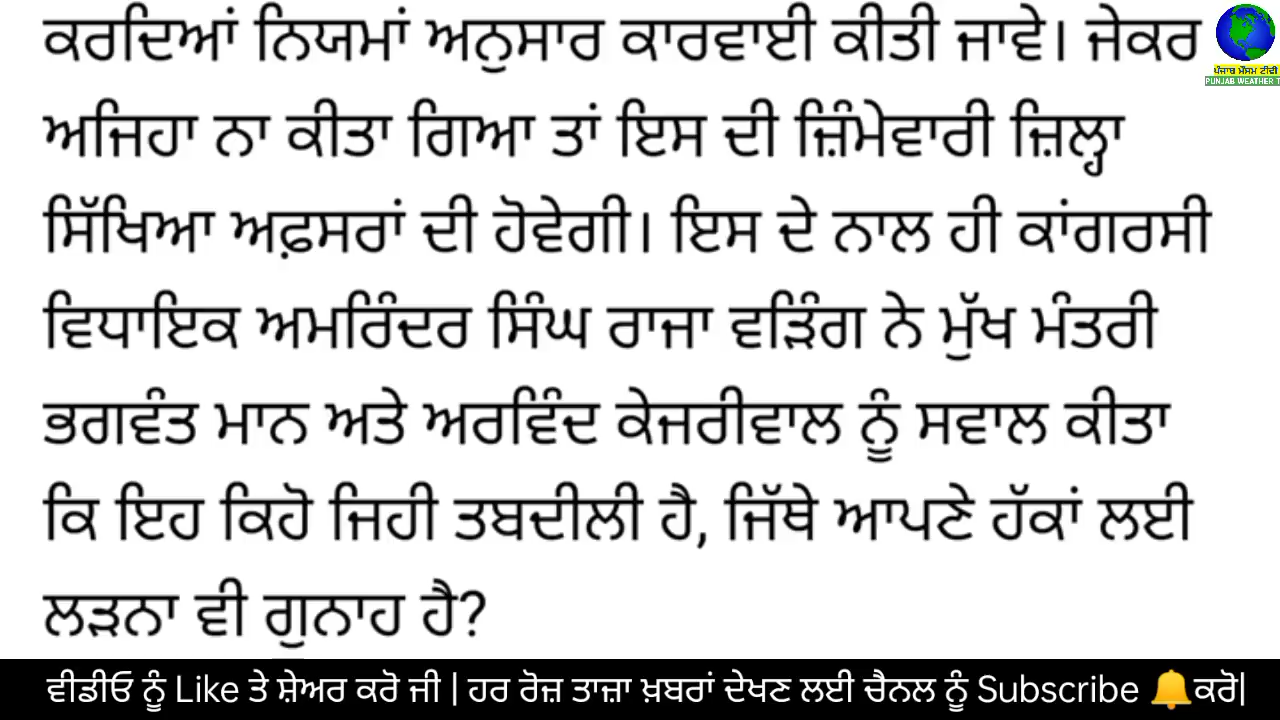 ਕਰਦਿਆਂ ਨਿਯਮਾਂ ਅਨੁਸਾਰ ਕਾਰਵਾਈ ਕੀਤੀ ਜਾਵੇ। ਜੇਕਰ
ਪੰਜਾਬ ਮੌਸਮ ਟੀਵੀ
PUNJAB WEATHER T
ਅਜਿਹਾ ਨਾ ਕੀਤਾ ਗਿਆ ਤਾਂ ਇਸ ਦੀ ਜ਼ਿੰਮੇਵਾਰੀ ਜ਼ਿਲ੍ਹਾ
ਸਿੱਖਿਆ ਅਫ਼ਸਰਾਂ ਦੀ ਹੋਵੇਗੀ। ਇਸ ਦੇ ਨਾਲ ਹੀ ਕਾਂਗਰਸੀ
ਵਿਧਾਇਕ ਅਮਰਿੰਦਰ ਸਿੰਘ ਰਾਜਾ ਵੜਿੰਗ ਨੇ ਮੁੱਖ ਮੰਤਰੀ
ਭਗਵੰਤ ਮਾਨ ਅਤੇ ਅਰਵਿੰਦ ਕੇਜਰੀਵਾਲ ਨੂੰ ਸਵਾਲ ਕੀਤਾ
ਕਿ ਇਹ ਕਿਹੋ ਜਿਹੀ ਤਬਦੀਲੀ ਹੈ, ਜਿੱਥੇ ਆਪਣੇ ਹੱਕਾਂ ਲਈ
ਲੜਨਾ ਵੀ ਗੁਨਾਹ ਹੈ?
ਵੀਡੀਓ ਨੂੰ Like ਤੇ ਸ਼ੇਅਰ ਕਰੋ ਜੀ | ਹਰ ਰੋਜ਼ ਤਾਜ਼ਾ ਖ਼ਬਰਾਂ ਦੇਖਣ ਲਈ ਚੈਨਲ ਨੂੰ Subscribe 🔔ਕਰੋ|